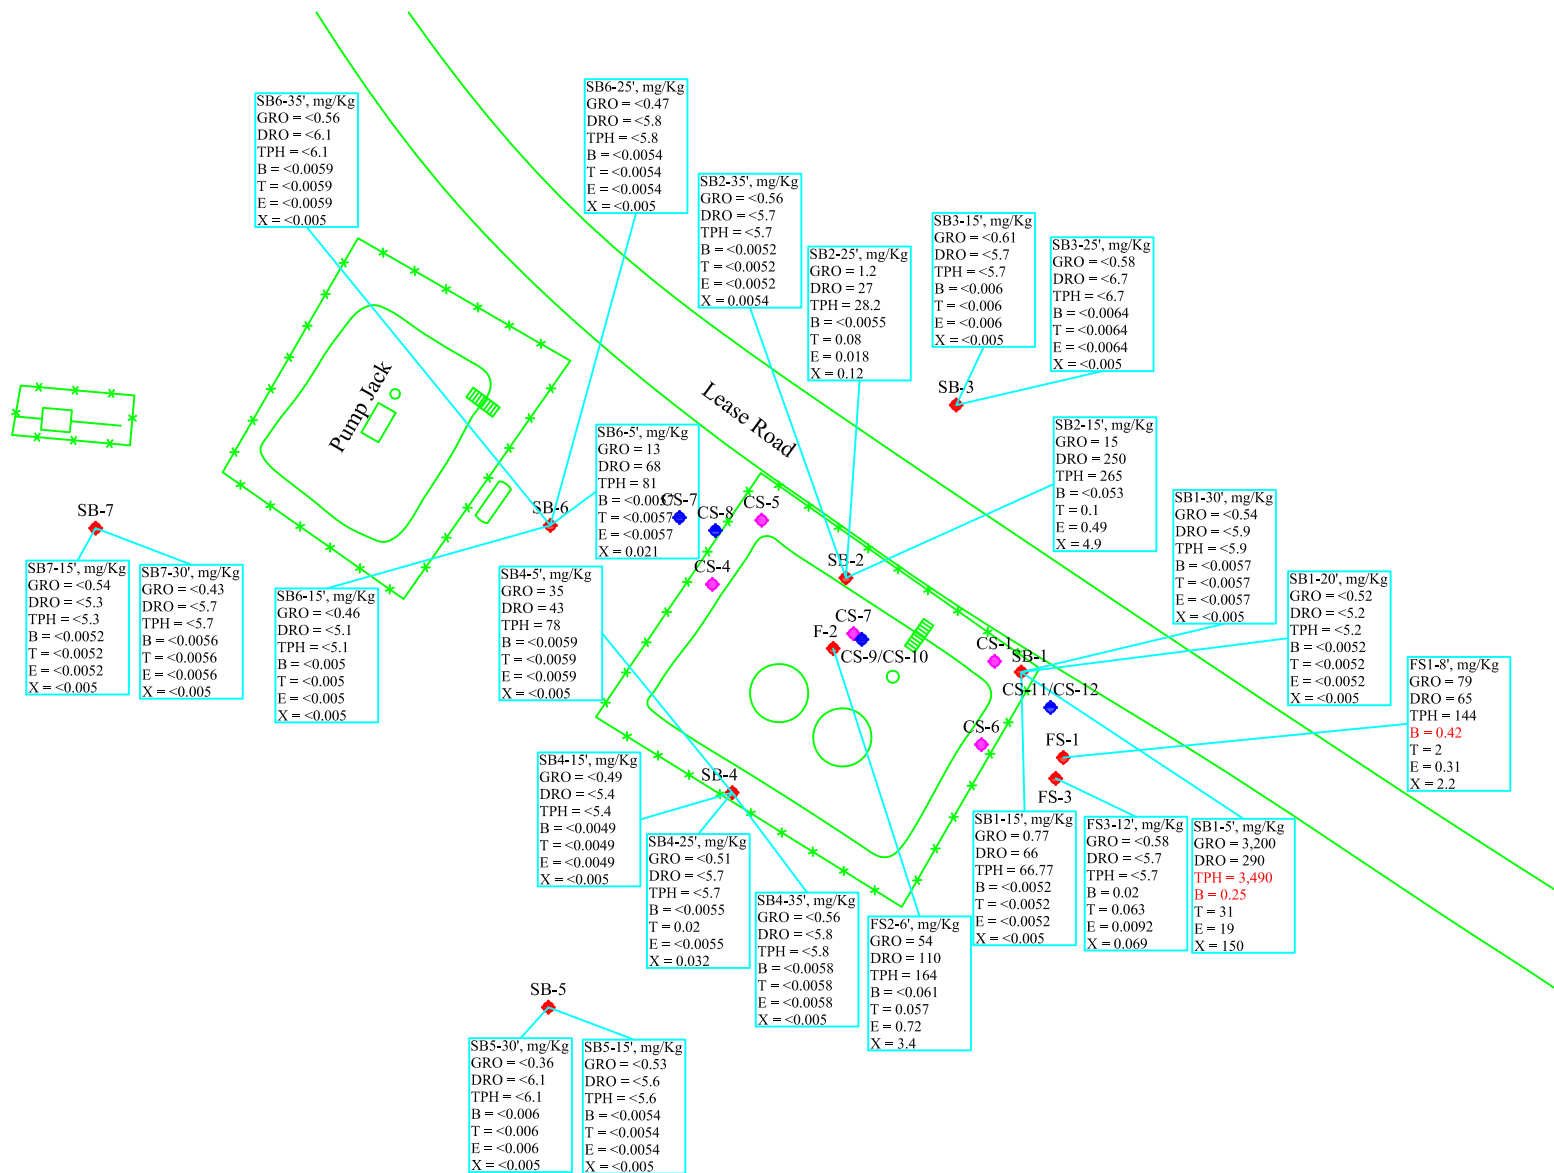 SB6-35', mg/Kg
GRO = <0.56
DRO = <6.1
TPH = <6.1
B = <0.0059
T = <0.0059
E = <0.0059
X = <0.005
SB6-25', mg/Kg
GRO = <0.47
DRO = <5.8
TPH = <5.8
B = <0.0054
T = <0.0054
E = <0.0054
X = <0.005
SB2-35', mg/Kg
GRO = <0.56
DRO = <5.7
TPH = <5.7
B = <0.0052
T = <0.0052
E = <0.0052
X = 0.0054
SB2-25', mg/Kg
GRO = 1.2
DRO = 27
TPH = 28.2
B = <0.0055
T = 0.08
E = 0.018
X = 0.12
SB3-15', mg/Kg
GRO = <0.61
DRO = <5.7
TPH = <5.7
B = <0.006
T = <0.006
E = <0.006
X = <0.005
SB3-25', mg/Kg
GRO = <0.58
DRO = <6.7
TPH = <6.7
B = <0.0064
T = <0.0064
E = <0.0064
X = <0.005
SB-3
Pump Jack
Lease Road
SB2-15', mg/Kg
GRO = 15
DRO = 250
TPH = 265
B = <0.053
T = 0.1
E = 0.49
X = 4.9
SB6-5', mg/Kg
GRO = 13
DRO = 68
TPH = 81
B = <0.0057
T = <0.0057
E = <0.0057
X = 0.021
SB-7
SB-6
CS-7
CS-8
CS-5
CS-4
SB-2
SB1-30', mg/Kg
GRO = <0.54
DRO = <5.9
TPH = <5.9
B = <0.0057
T = <0.0057
E = <0.0057
X = <0.005
SB7-15', mg/Kg
GRO = <0.54
DRO = <5.3
TPH = <5.3
B = <0.0052
T = <0.0052
E = <0.0052
X = <0.005
SB7-30', mg/Kg
GRO = <0.43
DRO = <5.7
TPH = <5.7
B = <0.0056
T = <0.0056
E = <0.0056
X = <0.005
SB6-15', mg/Kg
GRO = <0.46
DRO = <5.1
TPH = <5.1
B = <0.005
T = <0.005
E = <0.005
X = <0.005
SB4-5', mg/Kg
GRO = 35
DRO = 43
TPH = 78
B = <0.0059
T = <0.0059
E = <0.0059
X = <0.005
CS-7
F-2
CS-9/CS-10
CS-1
SB-1
CS-11/CS-12
CS-6
SB1-20', mg/Kg
GRO = <0.52
DRO = <5.2
TPH = <5.2
B = <0.0052
T = <0.0052
E = <0.0052
X = <0.005
FS1-8', mg/Kg
GRO = 79
DRO = 65
TPH = 144
B = 0.42
T = 2
E = 0.31
X = 2.2
FS-1
FS-3
SB4-15', mg/Kg
GRO = <0.49
DRO = <5.4
TPH = <5.4
B = <0.0049
T = <0.0049
E = <0.0049
X = <0.005
SB-4
SB4-25', mg/Kg
GRO = <0.51
DRO = <5.7
TPH = <5.7
B = <0.0055
T = 0.02
E = <0.0055
X = 0.032
SB4-35', mg/Kg
GRO = <0.56
DRO = <5.8
TPH = <5.8
B = <0.0058
T = <0.0058
E = <0.0058
X = <0.005
FS2-6', mg/Kg
GRO = 54
DRO = 110
TPH = 164
B = <0.061
T = 0.057
E = 0.72
X = 3.4
SB1-15', mg/Kg
GRO = 0.77
DRO = 66
TPH = 66.77
B = <0.0052
T = <0.0052
E = <0.0052
X = <0.005
FS3-12', mg/Kg
GRO = <0.58
DRO = <5.7
TPH = <5.7
B = 0.02
T = 0.063
E = 0.0092
X = 0.069
SB1-5', mg/Kg
GRO = 3,200
DRO = 290
TPH = 3,490
B = 0.25
T = 31
E = 19
X = 150
SB-5
SB5-30', mg/Kg
GRO = <0.36
DRO = <6.1
TPH = <6.1
B = <0.006
T = <0.006
E = <0.006
X = <0.005
SB5-15', mg/Kg
GRO = <0.53
DRO = <5.6
TPH = <5.6
B = <0.0054
T = <0.0054
E = <0.0054
X = <0.005